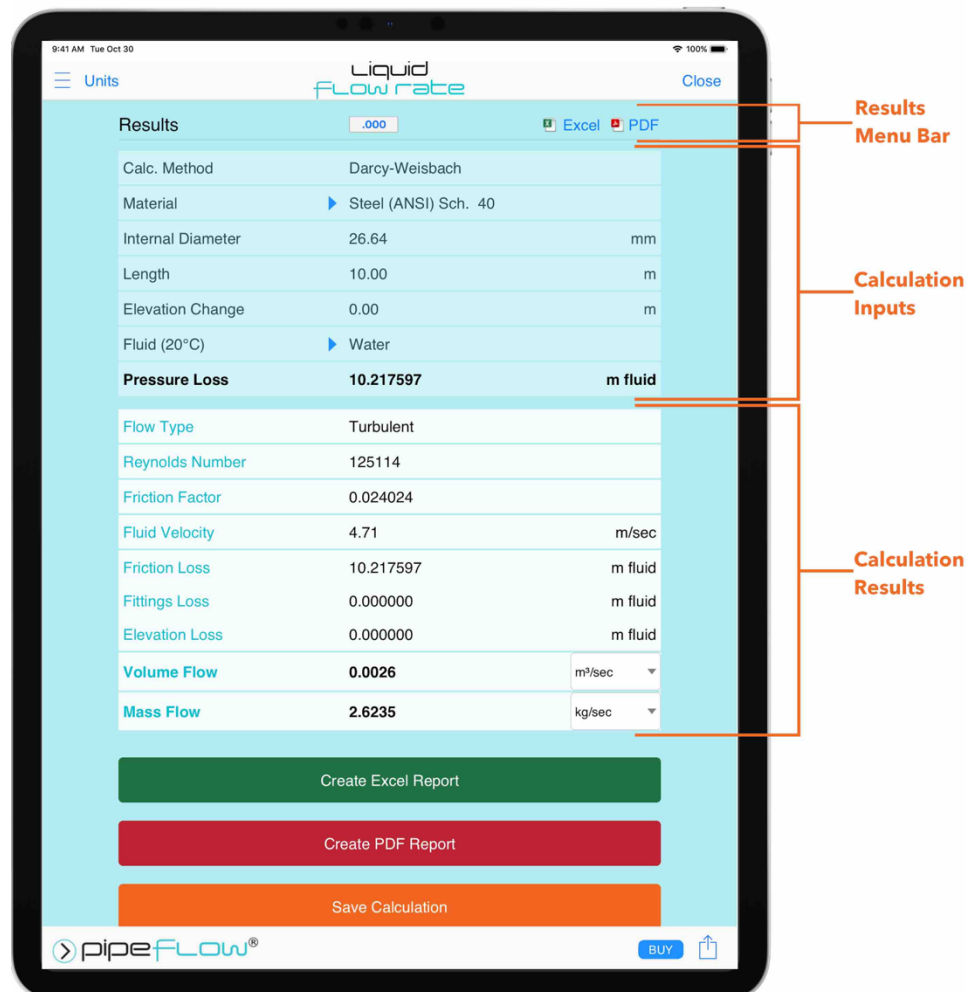 9:41 AM Tue Oct 30 100%
Units Liquid Close
Flow rate
Results .000 Excel PDF
Results
Menu Bar
Calc. Method Darcy-Weisbach
Material Steel (ANSI) Sch. 40
Internal Diameter 26.64 mm
Length 10.00 m
Elevation Change 0.00 m
Fluid (20°C) Water
Pressure Loss 10.217597 m fluid
Calculation
Inputs
Flow Type Turbulent
Reynolds Number 125114
Friction Factor 0.024024
Fluid Velocity 4.71 m/sec
Friction Loss 10.217597 m fluid
Fittings Loss 0.000000 m fluid
Elevation Loss 0.000000 m fluid
Volume Flow 0.0026 m³/sec
Mass Flow 2.6235 kg/sec
Calculation
Results
Create Excel Report
Create PDF Report
Save Calculation
pipeFLOW® BUY